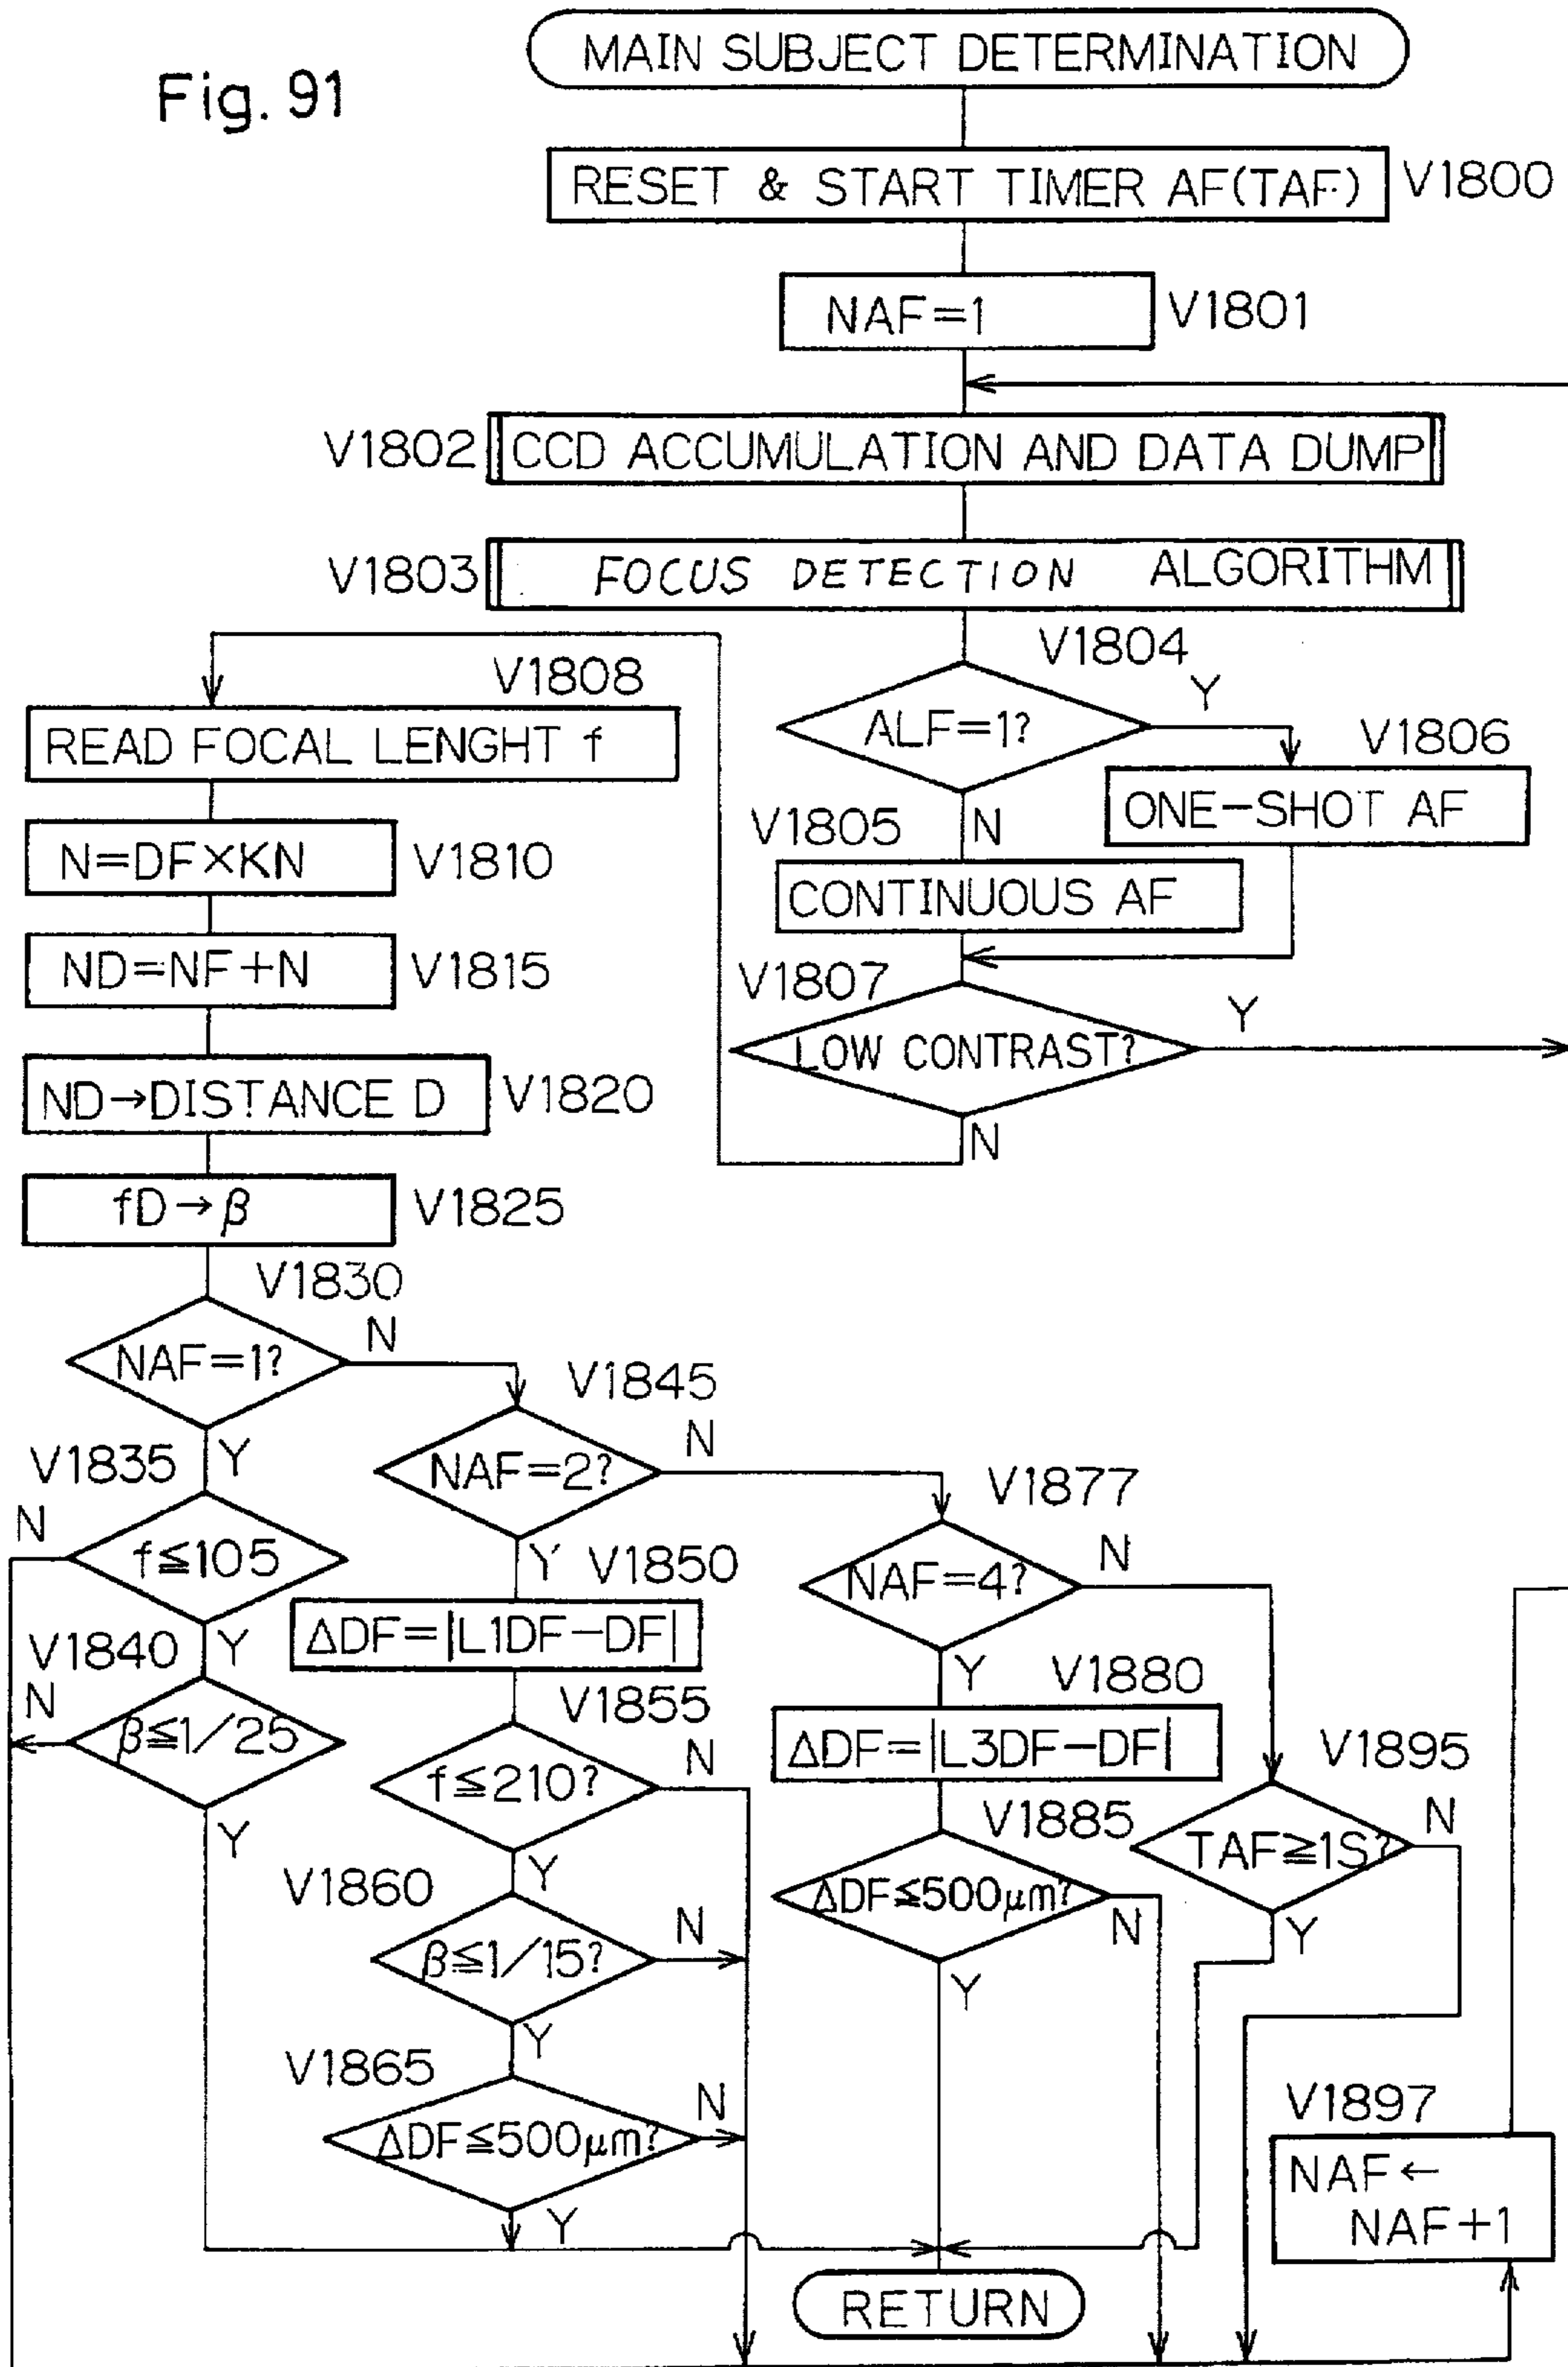 Fig. 91
MAIN SUBJECT DETERMINATION
RESET & START TIMER AF(TAF)
V1800
NAF=1
V1801
V1802
CCD ACCUMULATION AND DATA DUMP
V1803
FOCUS DETECTION ALGORITHM
V1804
ALF=1?
Y
N
V1806
ONE-SHOT AF
V1805
CONTINUOUS AF
V1807
LOW CONTRAST?
Y
N
V1808
READ FOCAL LENGHT f
N=DF×KN
V1810
ND=NF+N
V1815
ND→DISTANCE D
V1820
fD→β
V1825
V1830
NAF=1?
N
Y
V1835
f≦105
N
Y
V1840
β≦1/25
N
Y
V1845
NAF=2?
N
Y
V1850
ΔDF=|L1DF-DF|
V1855
f≦210?
N
Y
V1860
β≦1/15?
N
Y
V1865
ΔDF≦500μm?
N
Y
V1877
NAF=4?
N
Y
V1880
ΔDF=|L3DF-DF|
V1885
ΔDF≦500μm?
N
Y
V1895
TAF≧1S?
N
Y
V1897
NAF←
NAF+1
RETURN